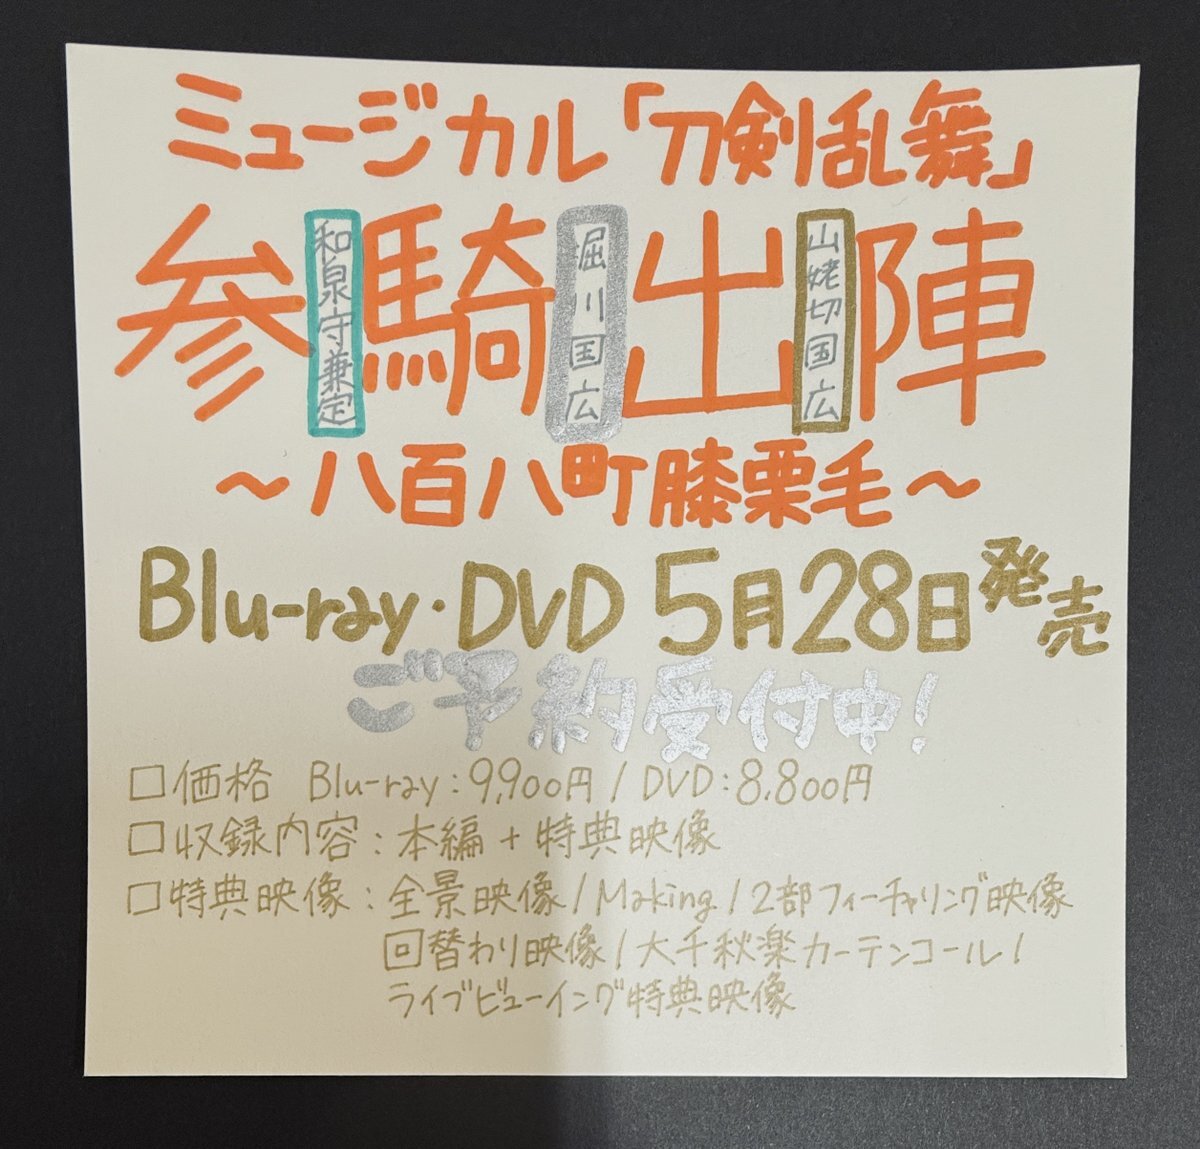 ミュージカル「刀剣乱舞」
参騎出陣
和泉守兼定
堀川国広
山姥切国広
～八百八町膝栗毛～
Blu-ray・DVD 5月28日発売
ご予約受付中!
□価格 Blu-ray:9,900円/DVD:8,800円
□収録内容:本編+特典映像
□特典映像:全景映像/Making/2部フィーチャリング映像
回替わり映像/大千秋楽カーテンコール/
ライブビューイング特典映像